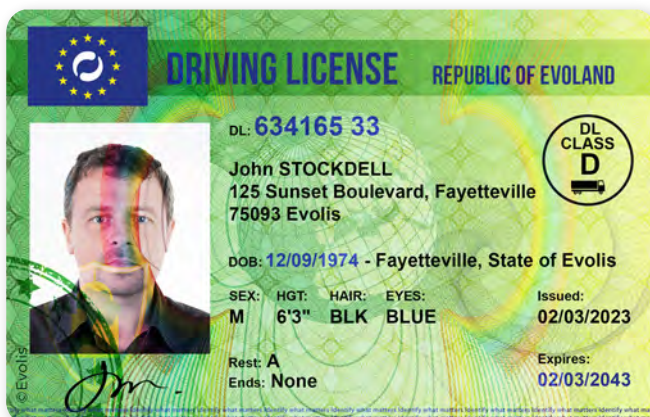 DRIVING LICENSE REPUBLIC OF EVOLAND
DL: 634165 33
DL
CLASS
D
John STOCKDELL
125 Sunset Boulevard, Fayetteville
75093 Evolis
DOB: 12/09/1974 - Fayetteville, State of Evolis
SEX: HGT: HAIR: EYES: Issued:
M 6'3" BLK BLUE 02/03/2023
Rest: A Expires:
Ends: None 02/03/2043
©Evolis